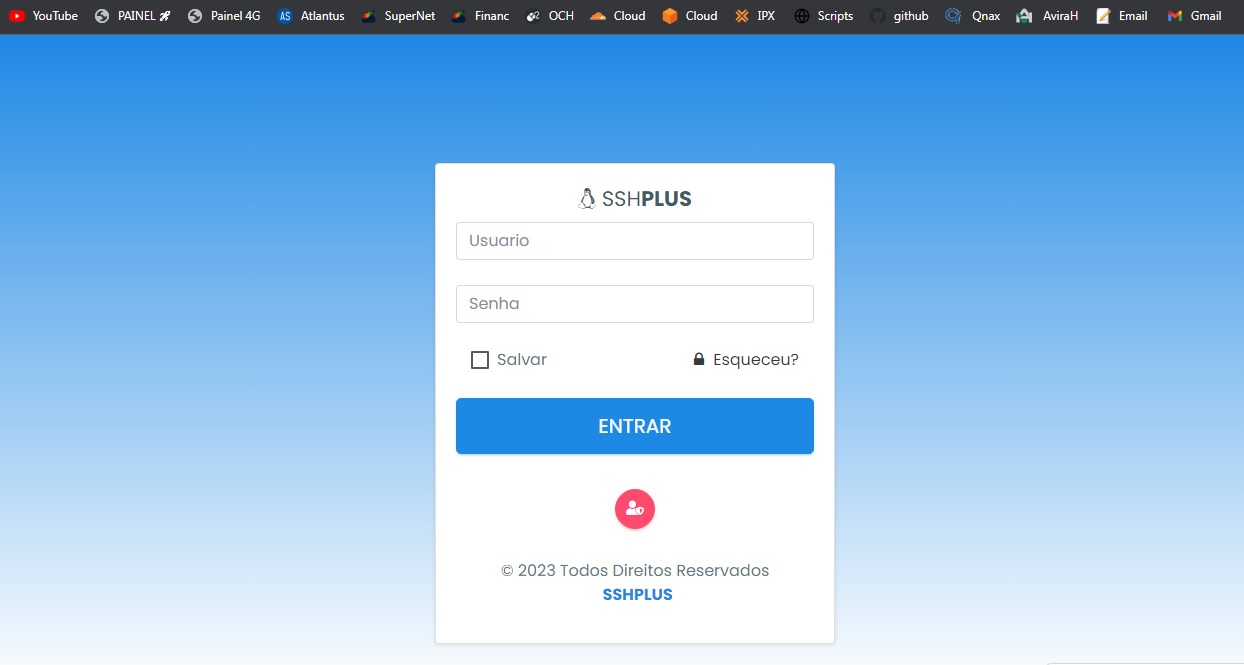 YouTube PAINEL Painel 4G AS Atlantus SuperNet Financ OCH Cloud Cloud IPX Scripts github Qnax AviraH Email Gmail
SSHPLUS
Usuario
Senha
Salvar Esqueceu?
ENTRAR
© 2023 Todos Direitos Reservados
SSHPLUS